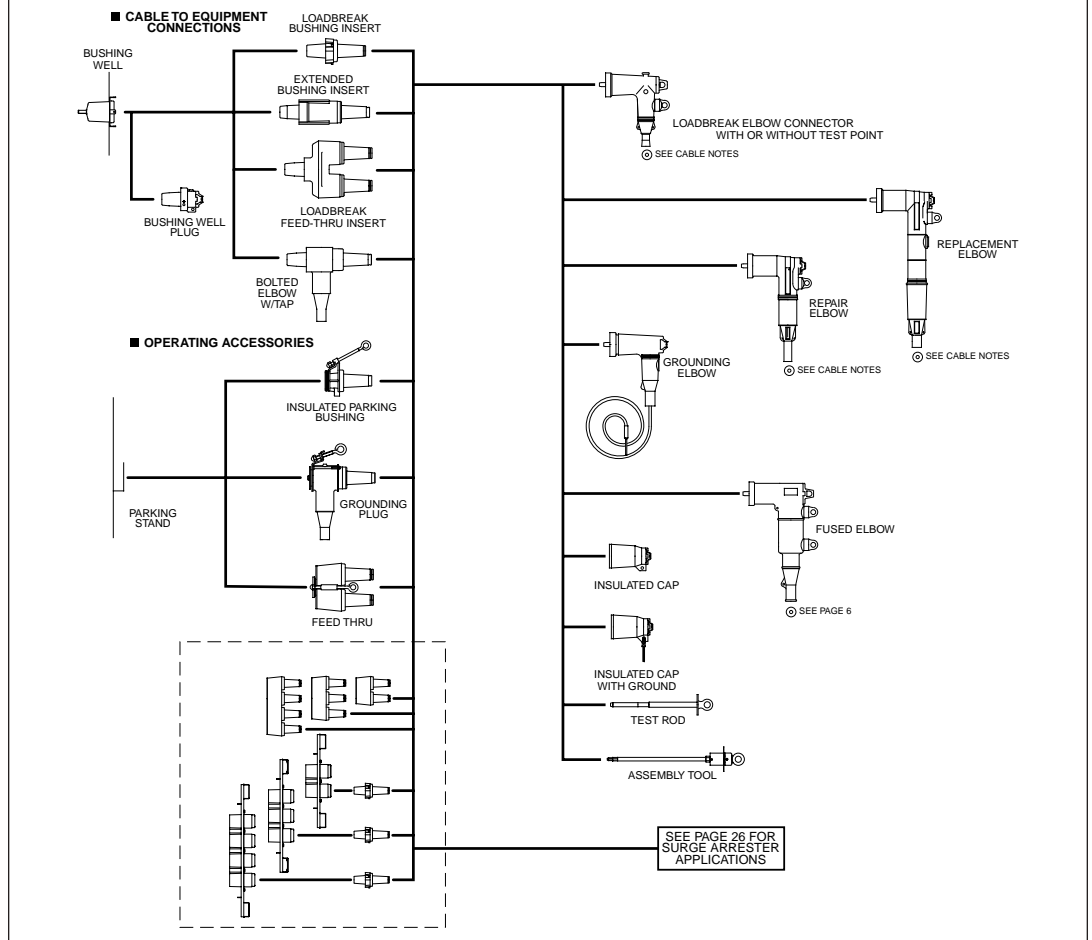 ■ CABLE TO EQUIPMENT
CONNECTIONS
LOADBREAK
BUSHING INSERT
BUSHING
WELL
EXTENDED
BUSHING INSERT
BUSHING WELL
PLUG
LOADBREAK
FEED-THRU INSERT
BOLTED
ELBOW
W/TAP
■ OPERATING ACCESSORIES
INSULATED PARKING
BUSHING
PARKING
STAND
GROUNDING
PLUG
FEED THRU
LOADBREAK ELBOW CONNECTOR
WITH OR WITHOUT TEST POINT
SEE CABLE NOTES
REPLACEMENT
ELBOW
SEE CABLE NOTES
REPAIR
ELBOW
SEE CABLE NOTES
GROUNDING
ELBOW
FUSED ELBOW
SEE PAGE 6
INSULATED CAP
INSULATED CAP
WITH GROUND
TEST ROD
ASSEMBLY TOOL
SEE PAGE 26 FOR
SURGE ARRESTER
APPLICATIONS